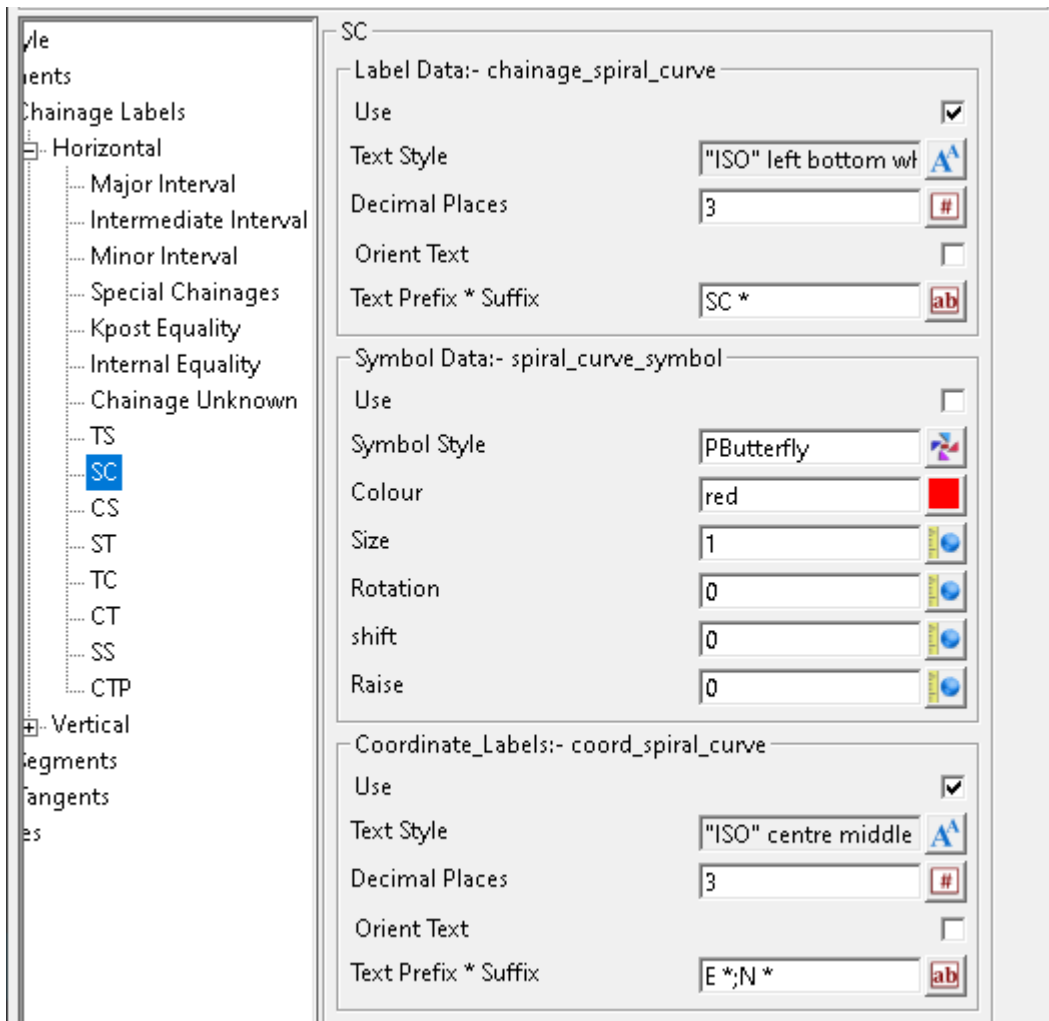 yle
nents
Chainage Labels
Horizontal
Major Interval
Intermediate Interval
Minor Interval
Special Chainages
Kpost Equality
Internal Equality
Chainage Unknown
TS
SC
CS
ST
TC
CT
SS
CTP
Vertical
Segments
Tangents
es
SC
Label Data:- chainage_spiral_curve
Use
Text Style "ISO" left bottom wh
Decimal Places 3
Orient Text
Text Prefix * Suffix SC *
Symbol Data:- spiral_curve_symbol
Use
Symbol Style PButterfly
Colour red
Size 1
Rotation 0
shift 0
Raise 0
Coordinate_Labels:- coord_spiral_curve
Use
Text Style "ISO" centre middle
Decimal Places 3
Orient Text
Text Prefix * Suffix E *;N *